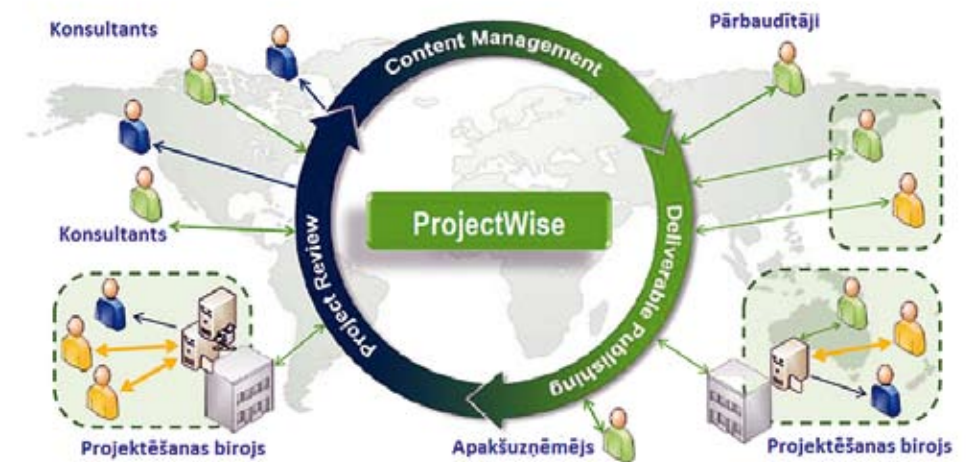 Konsultants
Pārbaudītāji
Content Management
ProjectWise
Konsultants
Project Review
Deliverable Publishing
Projektēšanas birojs
Apakšuzņēmējs
Projektēšanas birojs